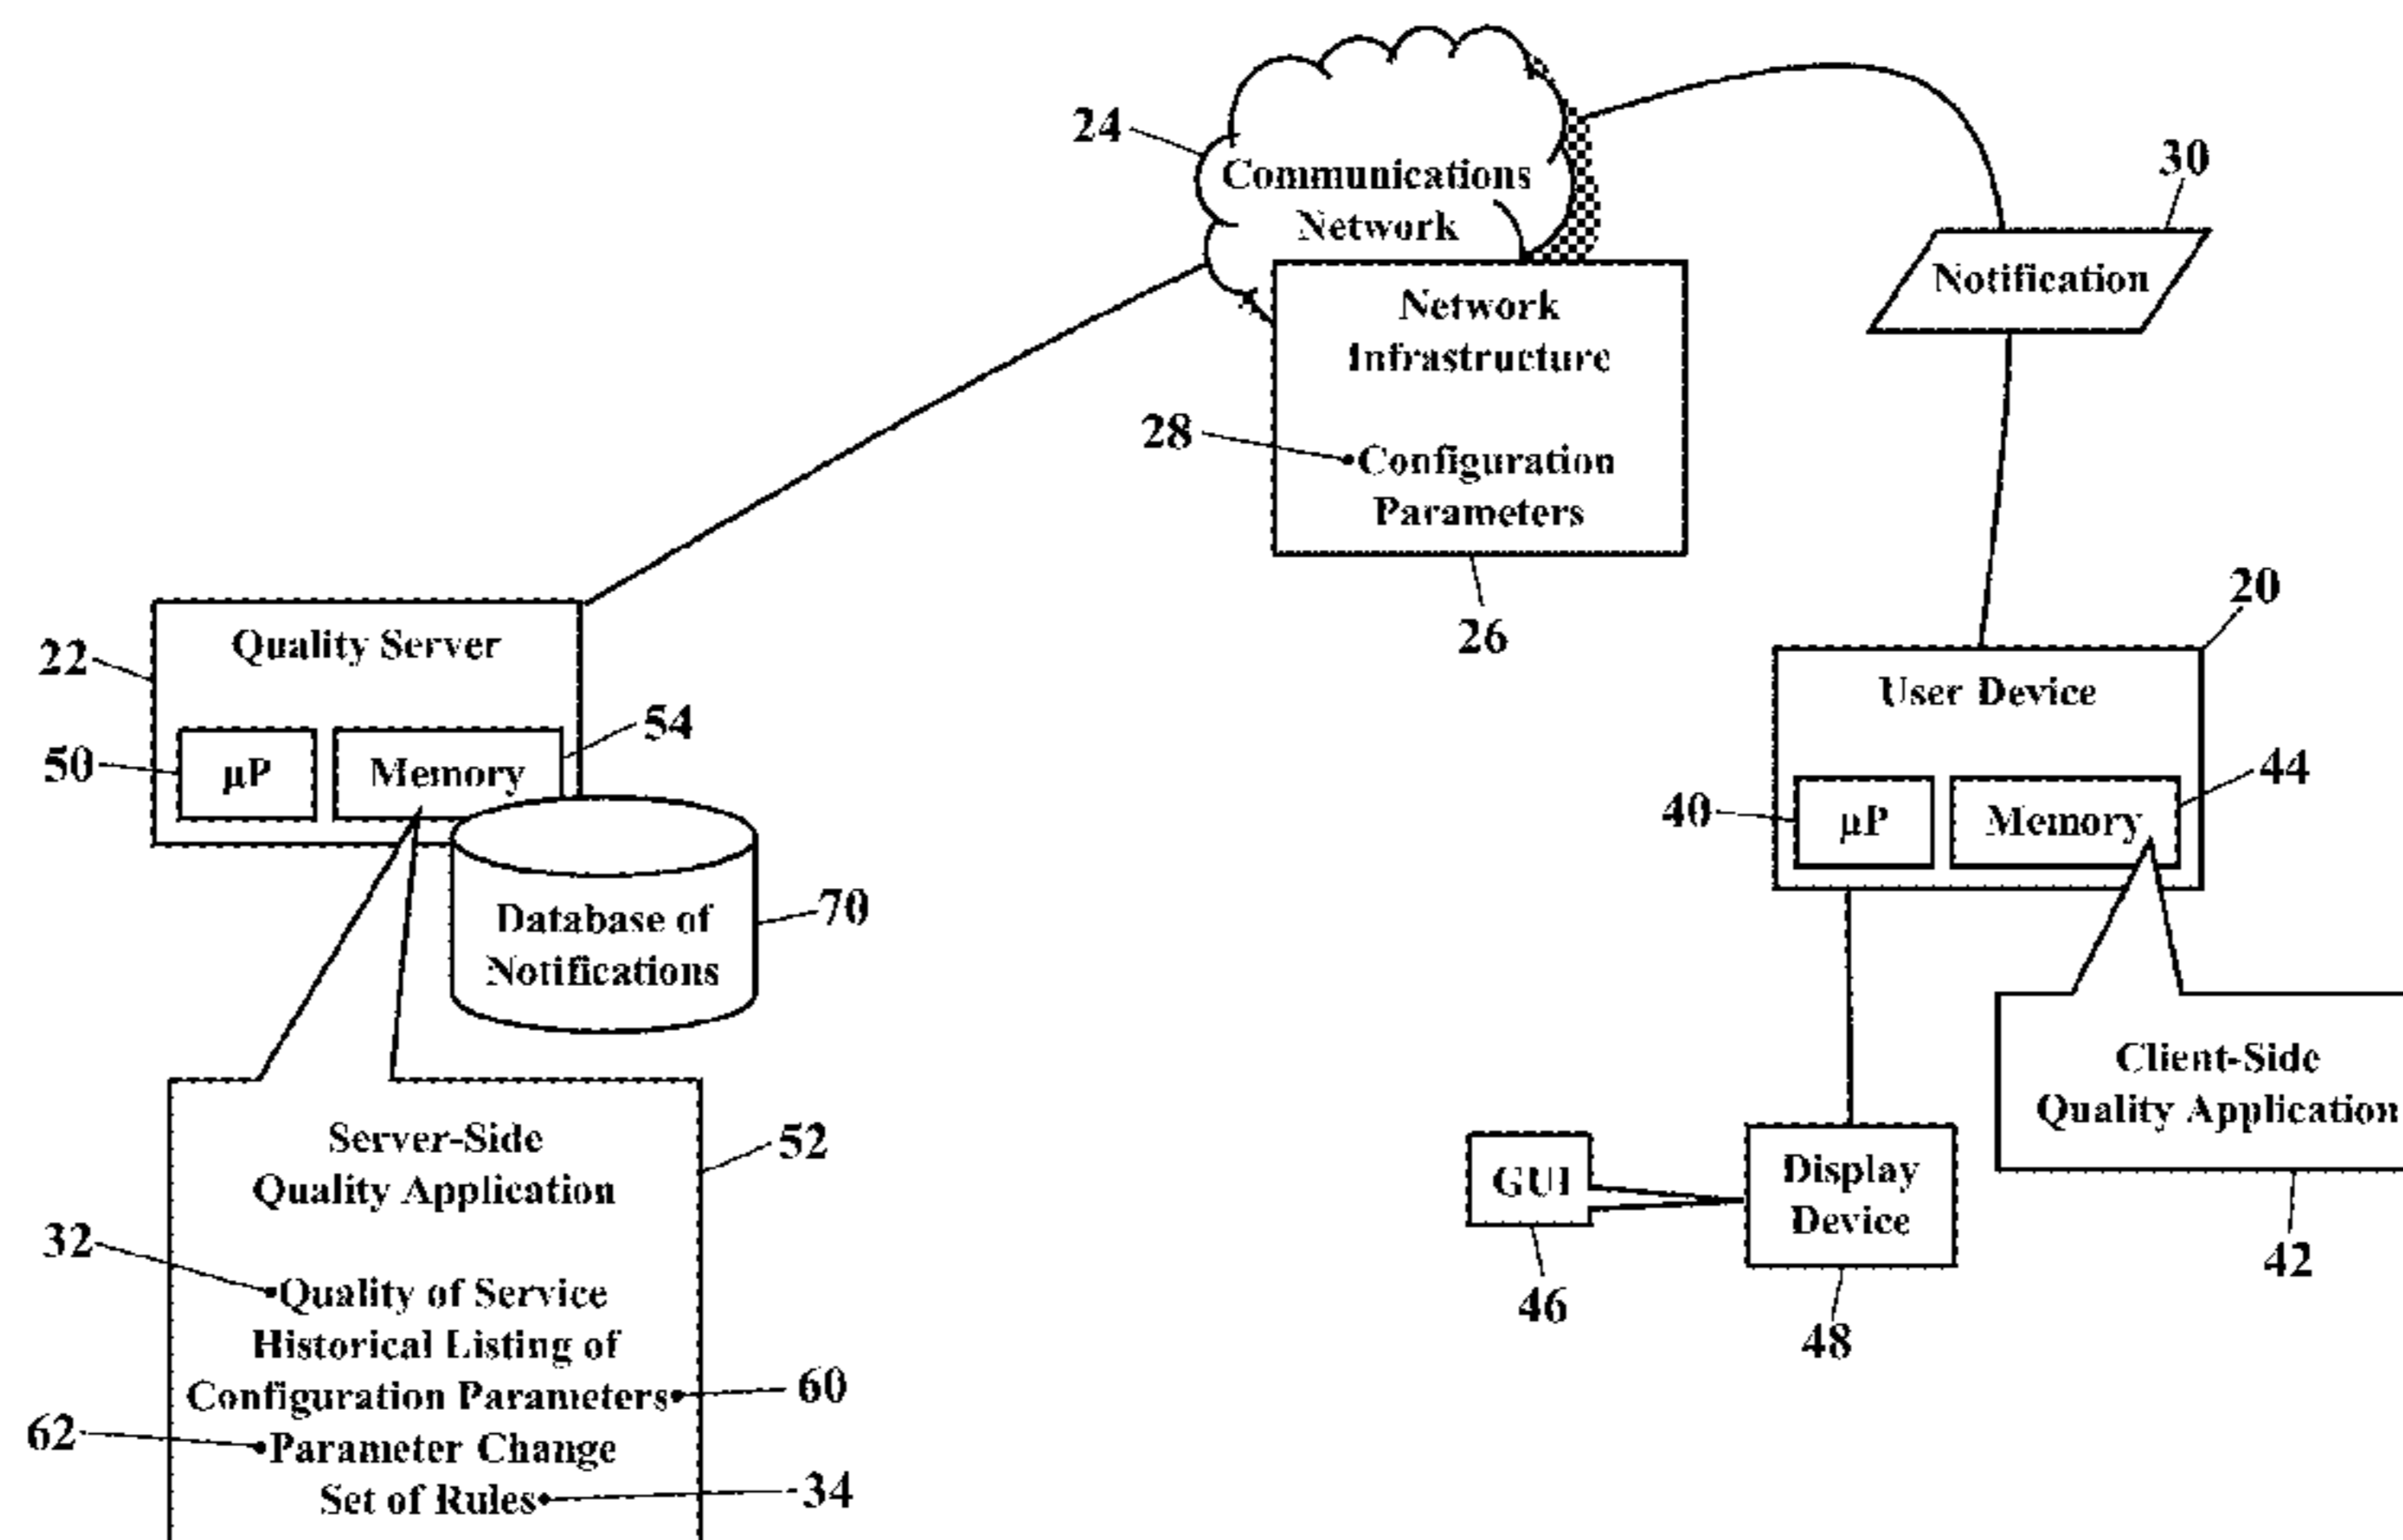 24
Communications
Network
30
Notification
Network
Infrastructure
28
•Configuration
Parameters
26
20
22
Quality Server
User Device
54
50
µP
Memory
44
40
µP
Memory
70
Database of
Notifications
Client-Side
Quality Application
42
Server-Side
Quality Application
52
GUI
46
Display
Device
48
32
•Quality of Service
Historical Listing of
Configuration Parameters•
60
62
•Parameter Change
Set of Rules•
34